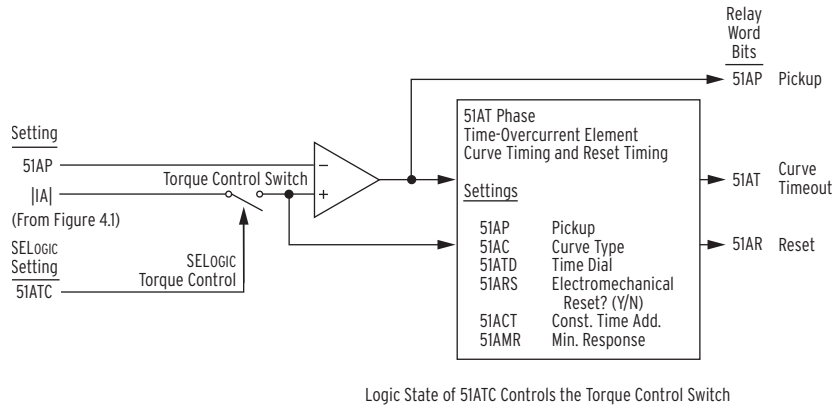 Relay
Word
Bits
51AP Pickup
51AT Phase
Time-Overcurrent Element
Curve Timing and Reset Timing
Setting
51AP
Torque Control Switch
|IA|
(From Figure 4.1)
SELOGIC
Setting
51ATC
SELOGIC
Torque Control
−
+
Settings
51AP Pickup
51AC Curve Type
51ATD Time Dial
51ARS Electromechanical
Reset? (Y/N)
51ACT Const. Time Add.
51AMR Min. Response
51AT Curve
Timeout
51AR Reset
Logic State of 51ATC Controls the Torque Control Switch